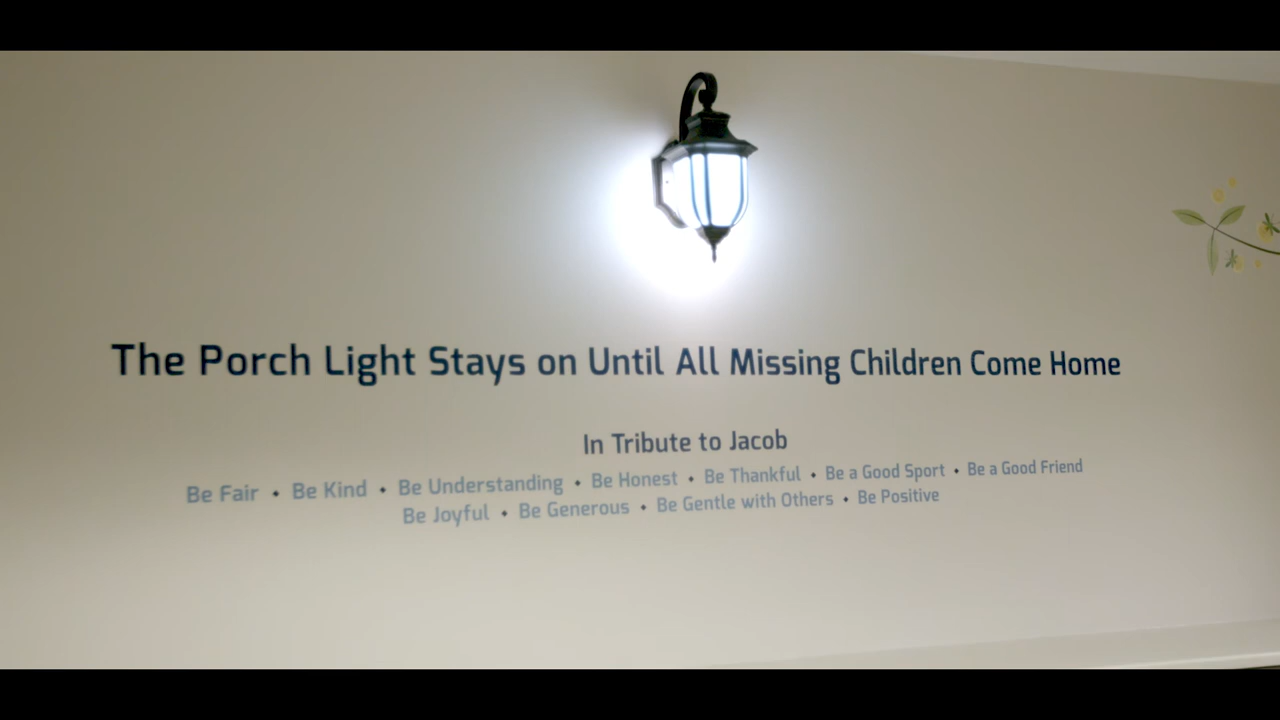 The Porch Light Stays on Until All Missing Children Come Home
In Tribute to Jacob
Be Fair • Be Kind • Be Understanding • Be Honest • Be Thankful • Be a Good Sport • Be a Good Friend
Be Joyful • Be Generous • Be Gentle with Others • Be Positive